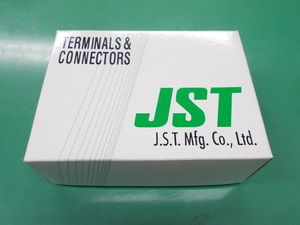 TERMINALS &
CONNECTORS
JST
J.S.T. Mfg. Co., Ltd.